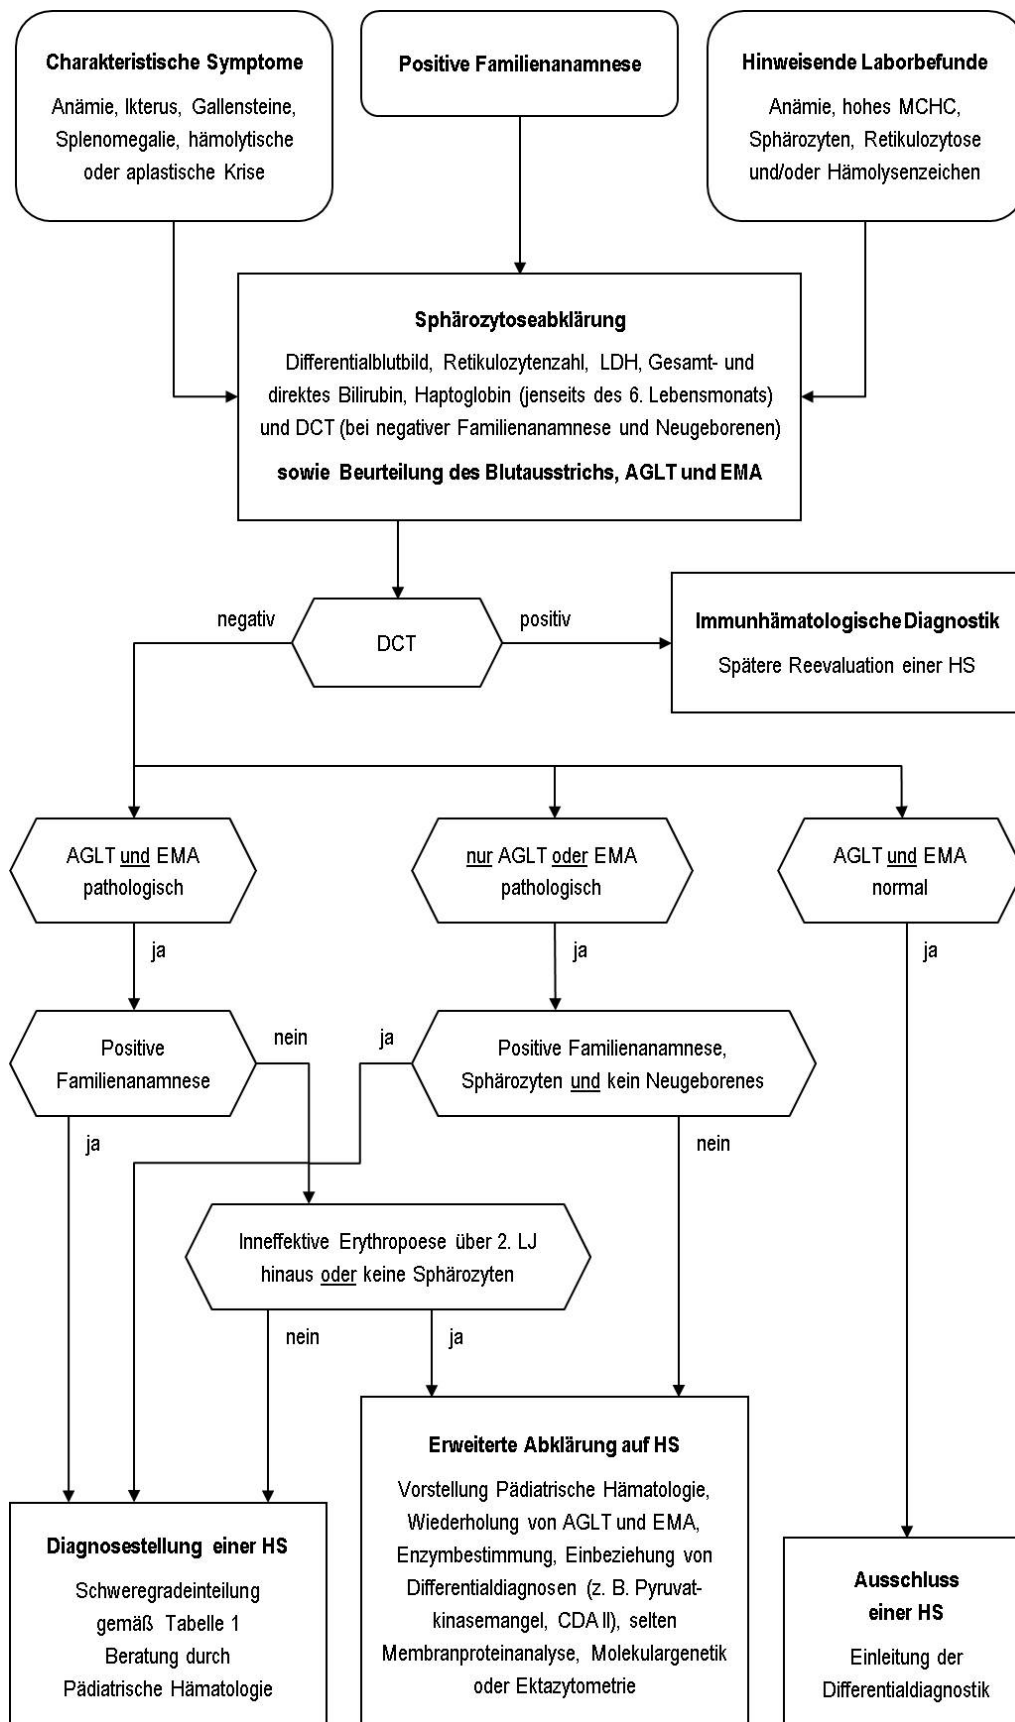 Charakteristische Symptome
Anämie, Ikterus, Gallensteine,
Splenomegalie, hämolytische
oder aplastische Krise
Positive Familienanamnese
Hinweisende Laborbefunde
Anämie, hohes MCHC,
Sphärozyten, Retikulozytose
und/oder Hämolysenzeichen
Sphärozytoseabklärung
Differentialblutbild, Retikulozytenzahl, LDH, Gesamt- und
direktes Bilirubin, Haptoglobin (jenseits des 6. Lebensmonats)
und DCT (bei negativer Familienanamnese und Neugeborenen)
sowie Beurteilung des Blutausstrichs, AGLT und EMA
negativ
DCT
positiv
Immunhämatologische Diagnostik
Spätere Reevaluation einer HS
AGLT und EMA
pathologisch
nur AGLT oder EMA
pathologisch
AGLT und EMA
normal
ja
ja
ja
Positive
Familienanamnese
nein
ja
Positive Familienanamnese,
Sphärozyten und kein Neugeborenes
ja
nein
Inneffektive Erythropoese über 2. LJ
hinaus oder keine Sphärozyten
nein
ja
Erweiterte Abklärung auf HS
Vorstellung Pädiatrische Hämatologie,
Wiederholung von AGLT und EMA,
Enzymbestimmung, Einbeziehung von
Differentialdiagnosen (z. B. Pyruvat-
kinasemangel, CDA II), selten
Membranproteinanalyse, Molekulargenetik
oder Ektazytometrie
Diagnosestellung einer HS
Schweregradeinteilung
gemäß Tabelle 1
Beratung durch
Pädiatrische Hämatologie
Ausschluss
einer HS
Einleitung der
Differentialdiagnostik